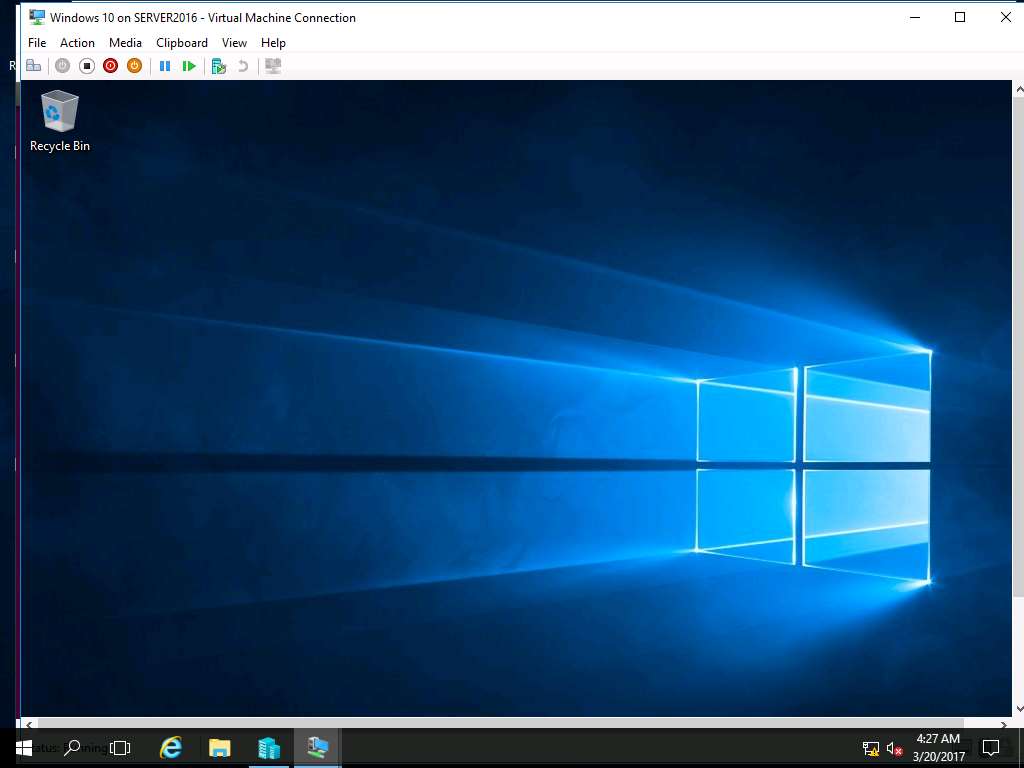 Windows 10 on SERVER2016 - Virtual Machine Connection
File Action Media Clipboard View Help
R
Recycle Bin
4:27 AM
3/20/2017